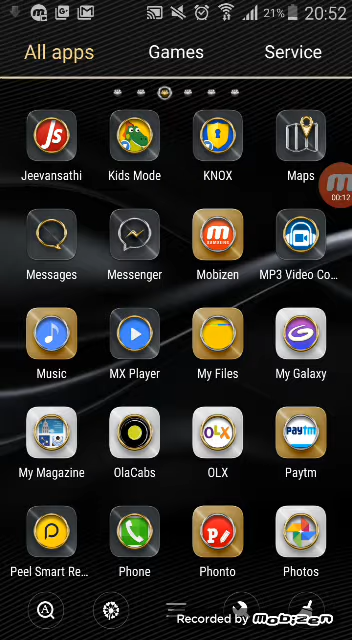 21% 20:52
All apps Games Service
Js
Jeevansathi Kids Mode KNOX Maps
00:12
Messages Messenger Mobizen MP3 Video Co...
Music MX Player My Files My Galaxy
OLX paytm
My Magazine OlaCabs OLX Paytm
Peel Smart Re... Phone Phonto Photos
Recorded by mobizen